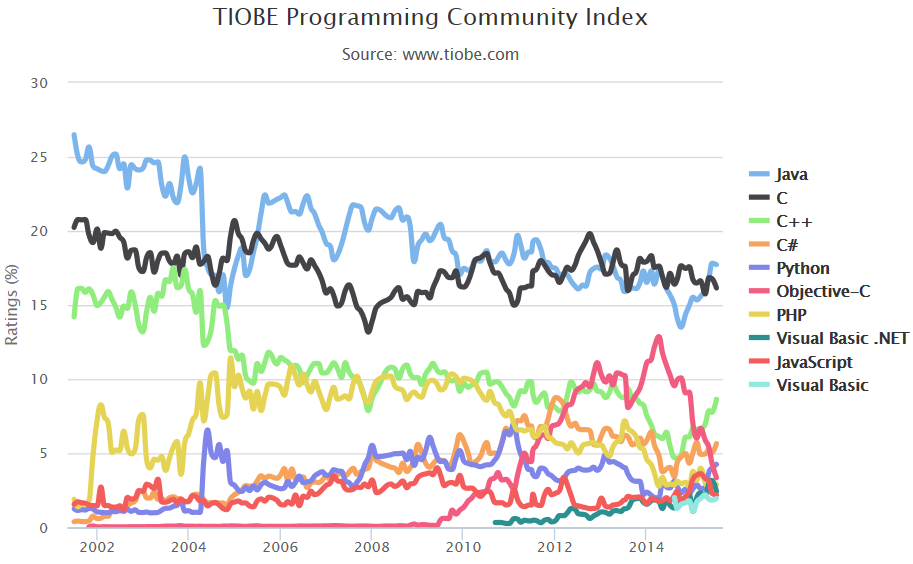 TIOBE Programming Community Index
Source: www.tiobe.com
Ratings (%)
30
25
20
15
10
5
0
2002 2004 2006 2008 2010 2012 2014
Java
C
C++
C#
Python
Objective-C
PHP
Visual Basic .NET
JavaScript
Visual Basic